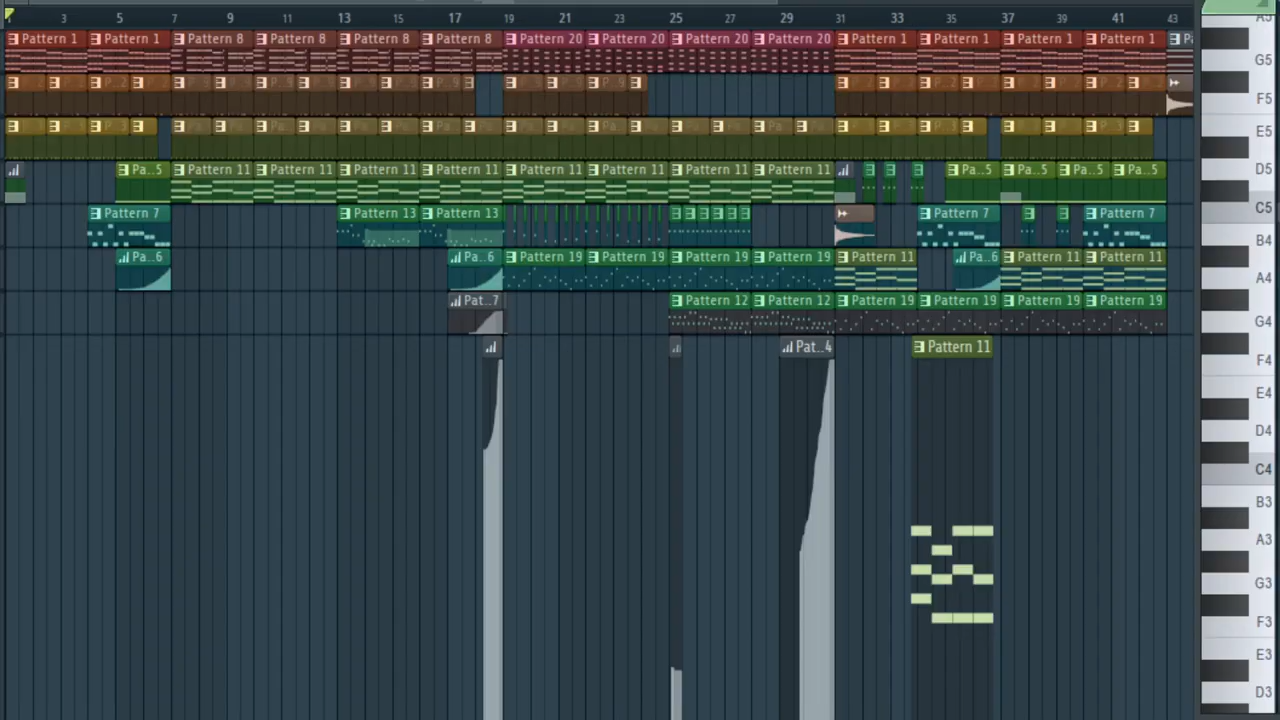 3 5 7 9 11 13 15 17 19 21 23 25 27 29 31 33 35 37 39 41 43
Pattern 1 Pattern 1 Pattern 8 Pattern 8 Pattern 8 Pattern 8 Pattern 20 Pattern 20 Pattern 20 Pattern 20 Pattern 1 Pattern 1 Pattern 1 Pattern 1
Pa..5 Pattern 11 Pattern 11 Pattern 11 Pattern 11 Pattern 11 Pattern 11 Pattern 11 Pattern 11 Pa..5 Pa..5 Pa..5 Pa..5
Pattern 7 Pattern 13 Pattern 13 Pattern 7 Pattern 7
Pa..6 Pa..6 Pattern 19 Pattern 19 Pattern 19 Pattern 19 Pattern 11 Pa..6 Pattern 11 Pattern 11
Pat..7 Pattern 12 Pattern 12 Pattern 19 Pattern 19 Pattern 19 Pattern 19
Pat..4 Pattern 11
A5
G5
F5
E5
D5
C5
B4
A4
G4
F4
E4
D4
C4
B3
A3
G3
F3
E3
D3